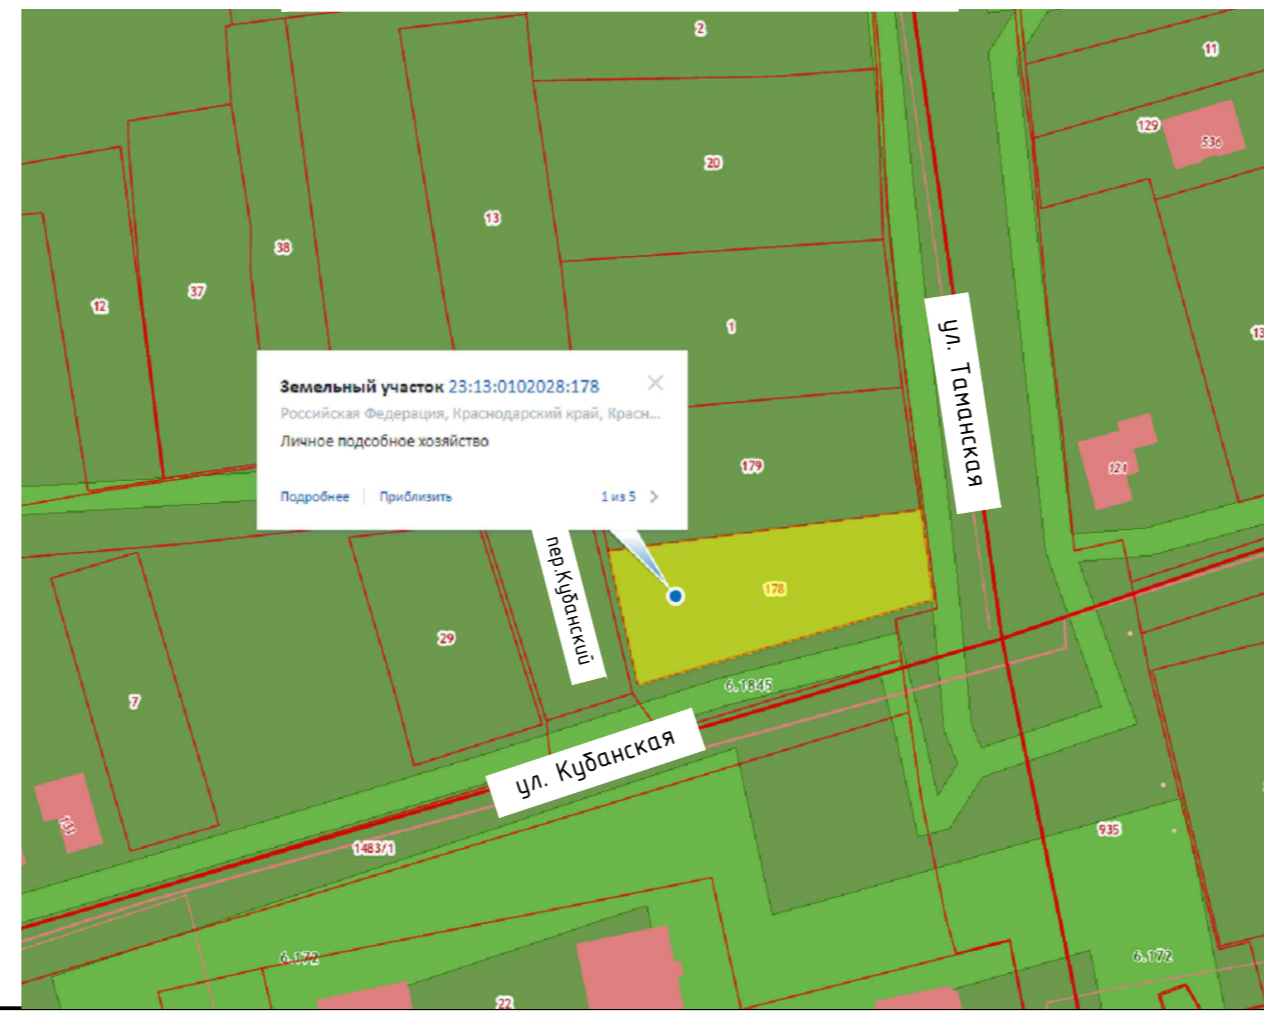 2
11
129
536
20
13
38
37
12
1
13
ул. Таманская
Земельный участок 23:13:0102028:178
Российская Федерация, Краснодарский край, Красн...
Личное подсобное хозяйство
Подробнее
Приблизить
1 из 5
179
121
пер.Кубанский
178
29
6.1845
7
ул. Кубанская
131
1483/1
935
6.172
6.172
22